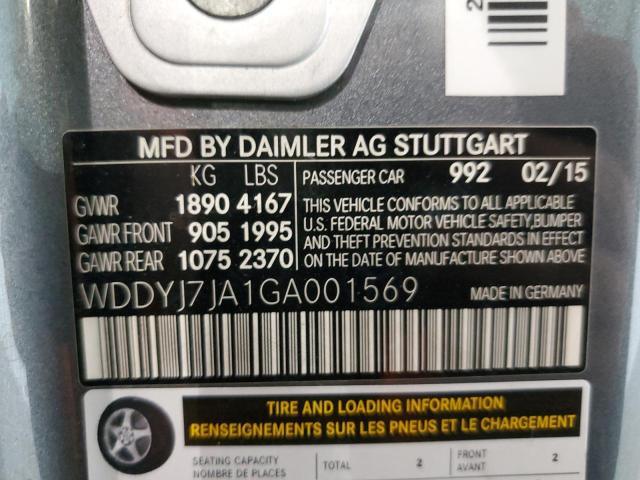 2
MFD BY DAIMLER AG STUTTGART
KG LBS
GVWR 1890 4167
GAWR FRONT 905 1995
GAWR REAR 1075 2370
PASSENGER CAR 992 02/15
THIS VEHICLE CONFORMS TO ALL APPLICABLE
U.S. FEDERAL MOTOR VEHICLE SAFETY,BUMPER
AND THEFT PREVENTION STANDARDS IN EFFECT
ON THE DATE OF MANUFACTURE SHOWN ABOVE
WDDYJ7JA1GA001569 MADE IN GERMANY
TIRE AND LOADING INFORMATION
RENSEIGNEMENTS SUR LES PNEUS ET LE CHARGEMENT
SEATING CAPACITY
NOMBRE DE PLACES
TOTAL 2
FRONT
AVANT 2